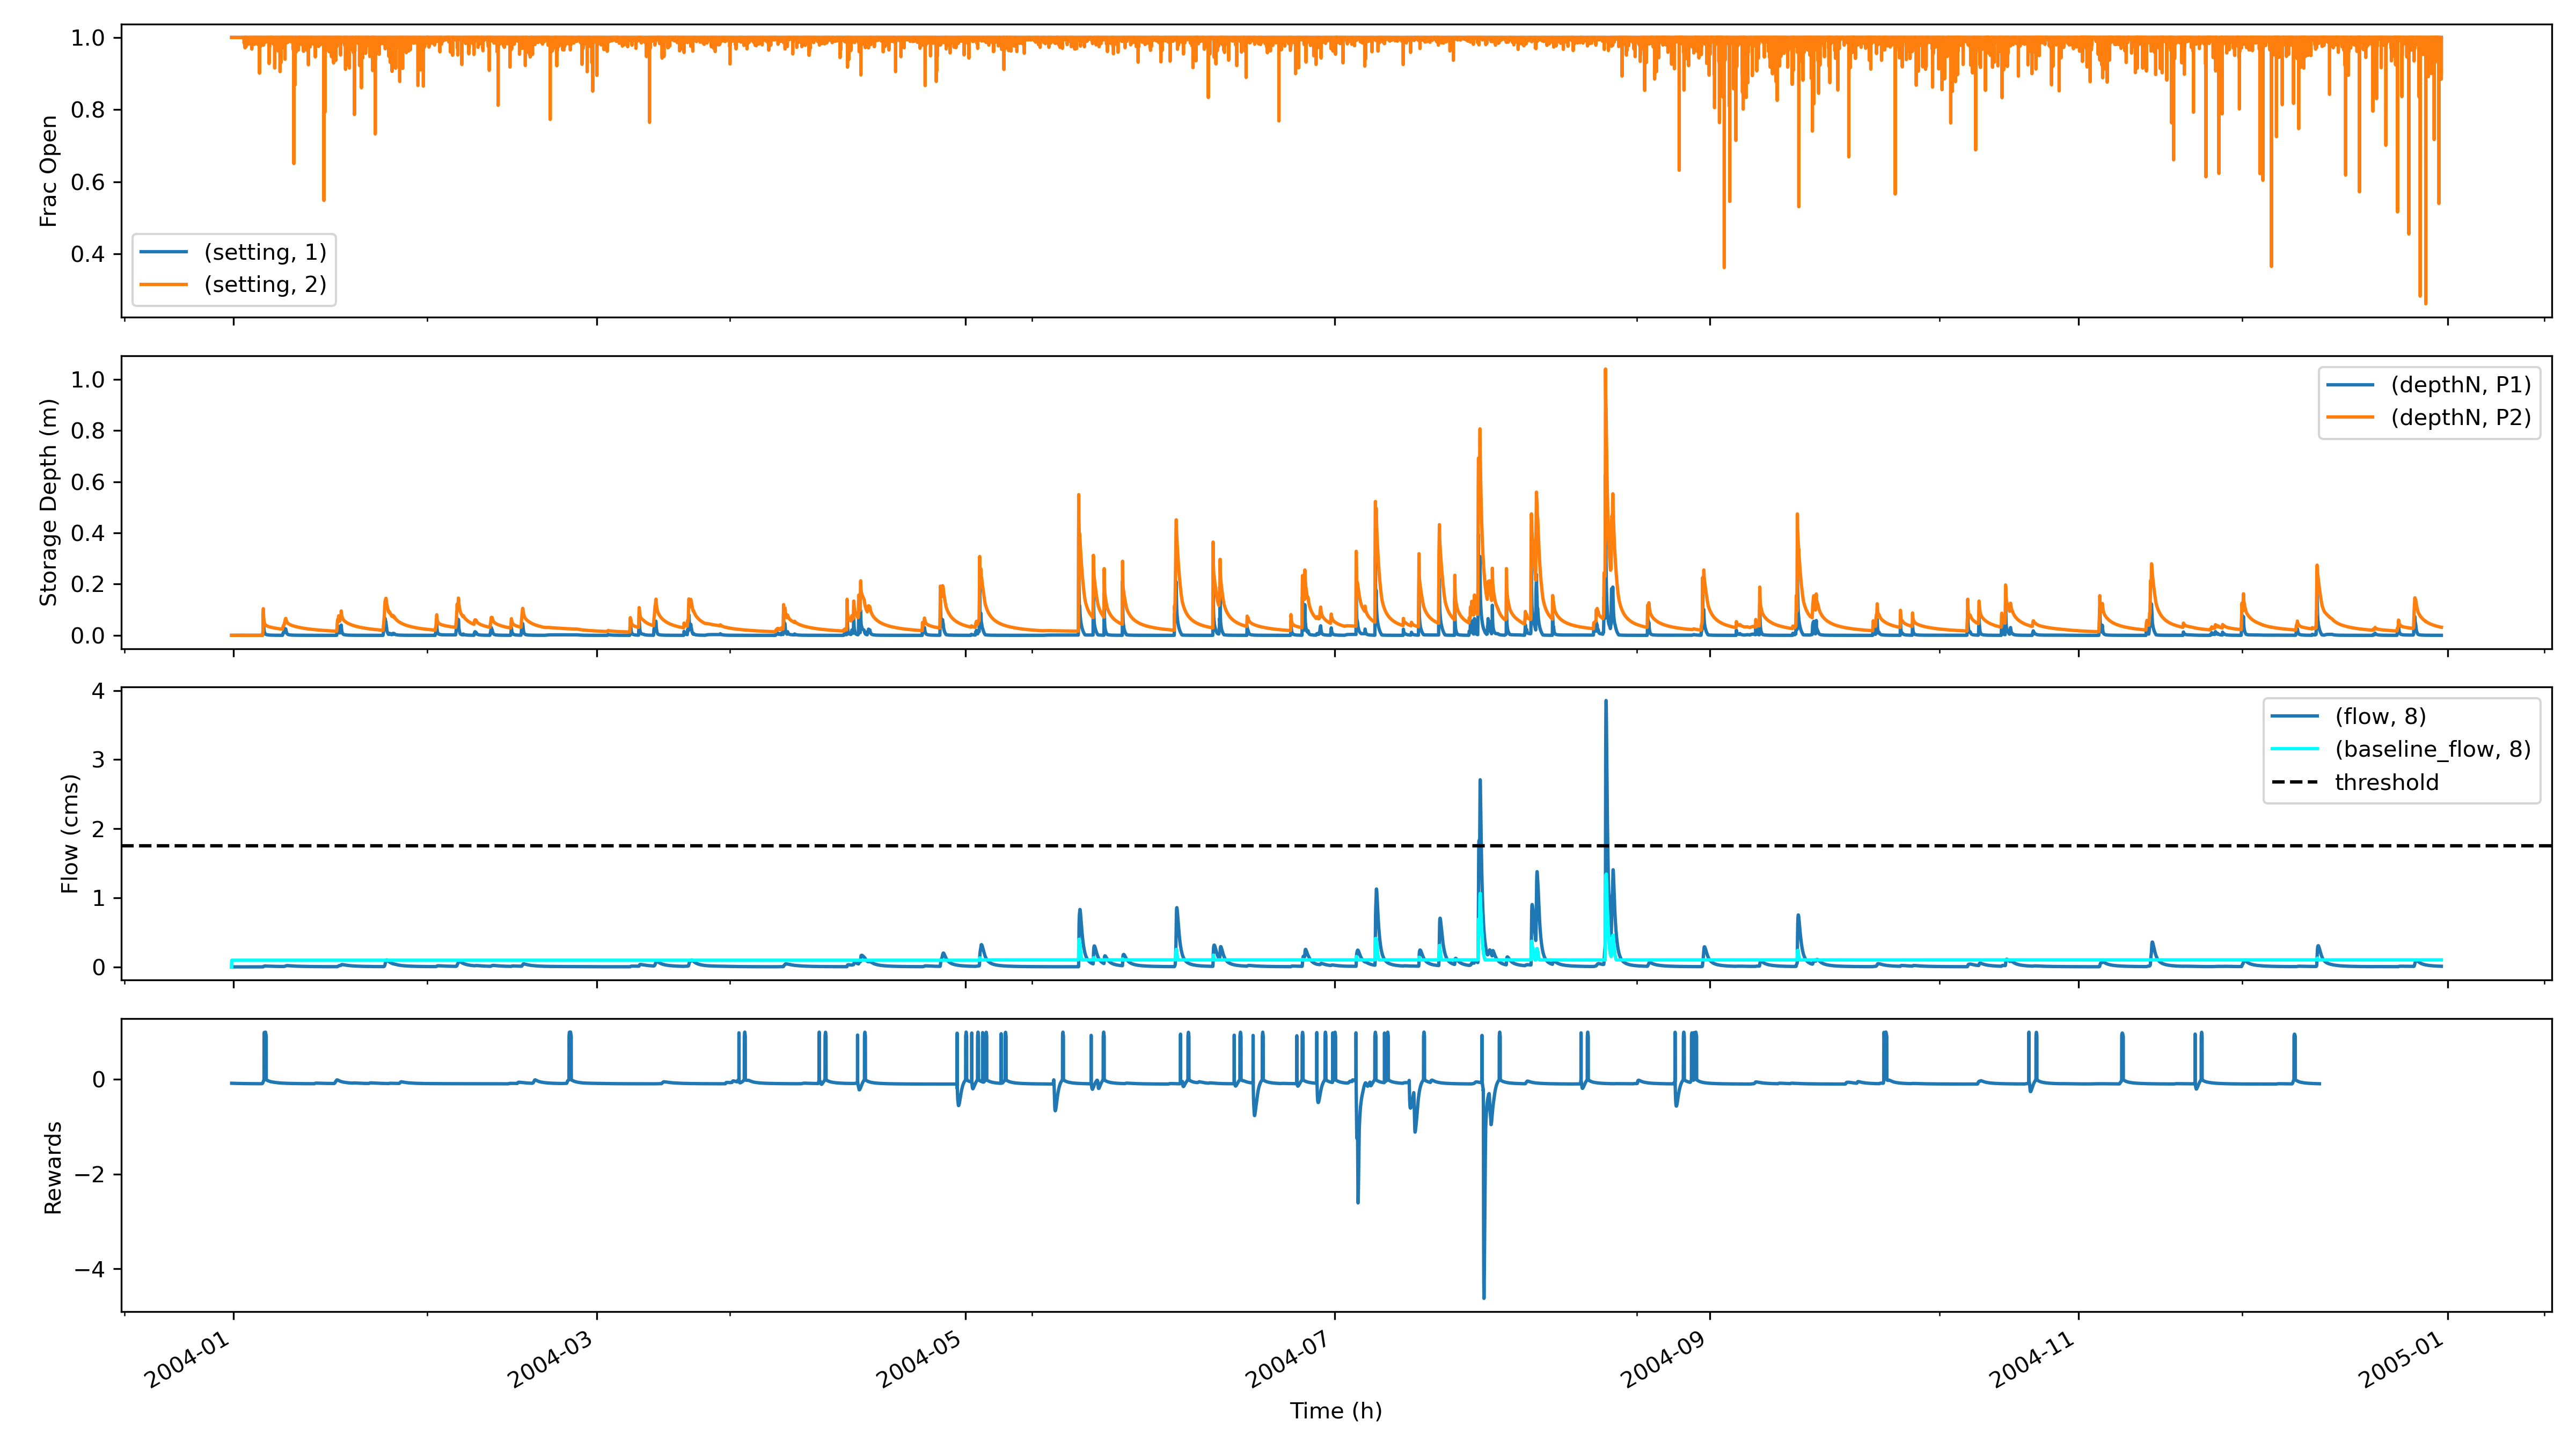 1.0
0.8
0.6
0.4
Frac Open
(setting, 1)
(setting, 2)
1.0
0.8
0.6
0.4
0.2
0.0
Storage Depth (m)
(depthN, P1)
(depthN, P2)
4
3
2
1
0
Flow (cms)
(flow, 8)
(baseline_flow, 8)
threshold
0
−2
−4
Rewards
2004-01
2004-03
2004-05
2004-07
2004-09
2004-11
2005-01
Time (h)